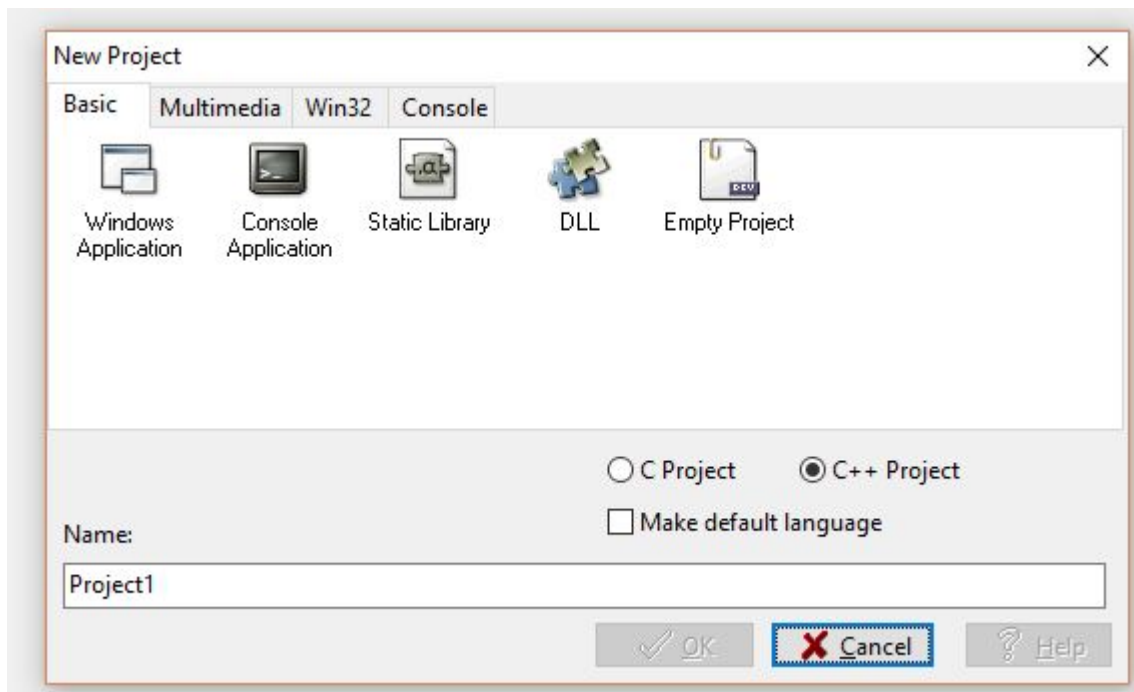 New Project
Basic Multimedia Win32 Console
Windows Application
Console Application
Static Library
DLL
DEV
Empty Project
C Project C++ Project
Make default language
Name:
Project1
OK Cancel Help